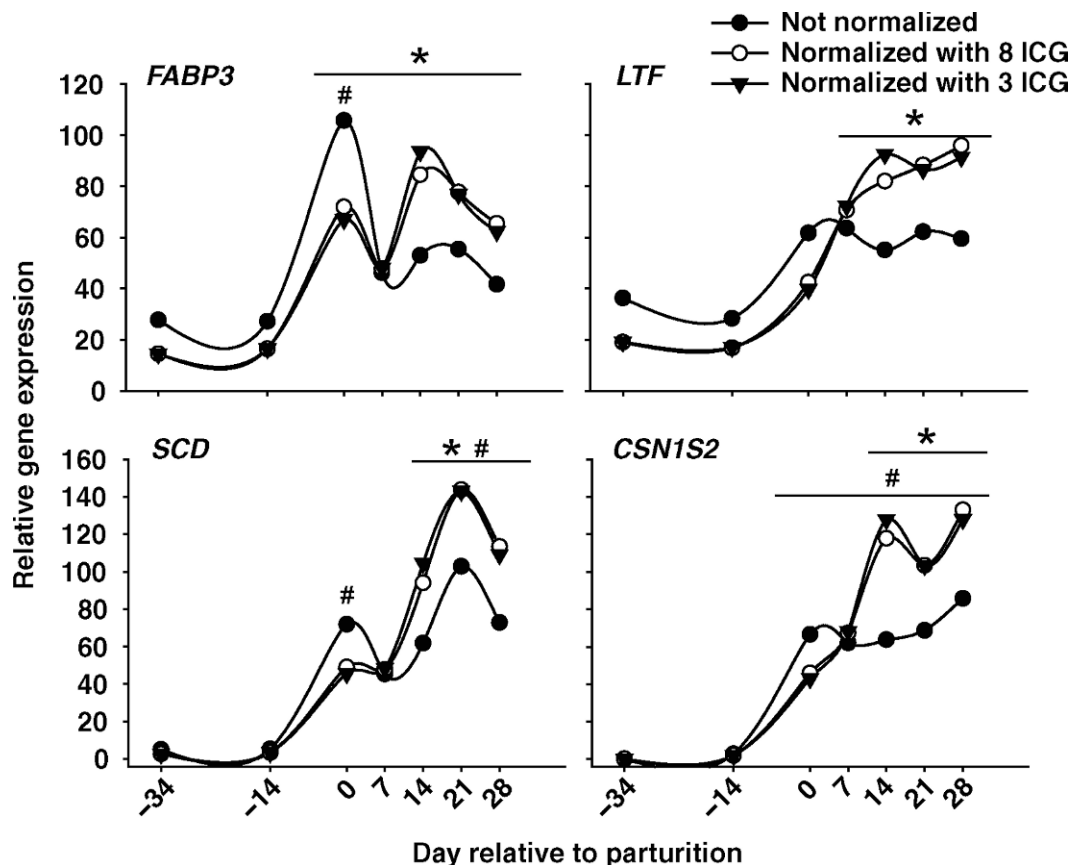 Not normalized
Normalized with 8 ICG
Normalized with 3 ICG
FABP3
*
#
120
100
80
60
40
20
0
LTF
*
Relative gene expression
SCD
* #
#
160
140
120
100
80
60
40
20
0
CSN1S2
*
#
−34 −14 0 7 14 21 28
−34 −14 0 7 14 21 28
Day relative to parturition